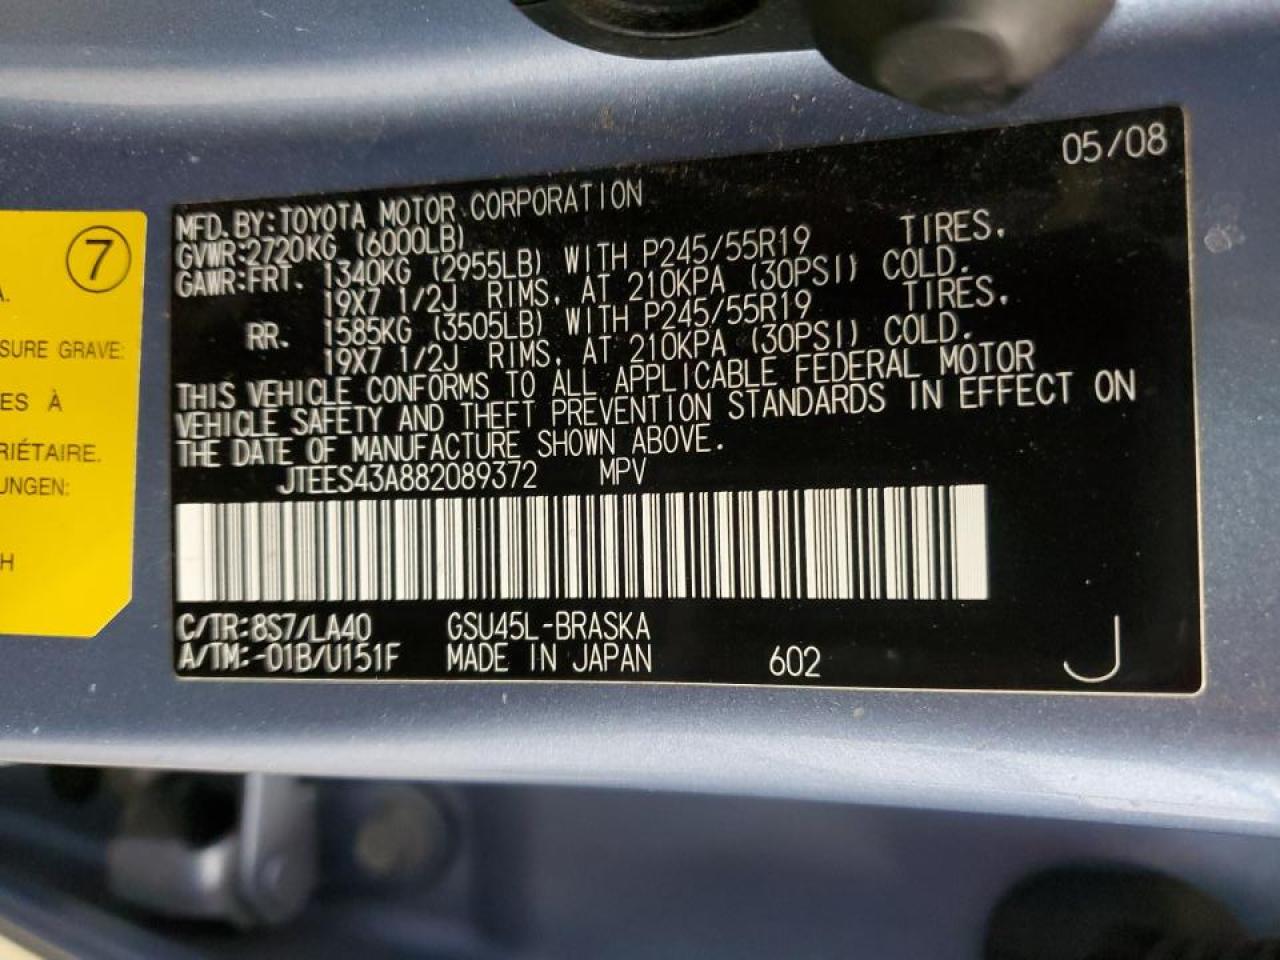 7
A.
SURE GRAVE:
ES À
RIÉTAIRE.
UNGEN:
H
05/08
MFD. BY: TOYOTA MOTOR CORPORATION
GVWR: 2720KG (6000LB)
GAWR: FRT. 1340KG (2955LB) WITH P245/55R19 TIRES.
19X7 1/2J RIMS, AT 210KPA (30PSI) COLD.
RR. 1585KG (3505LB) WITH P245/55R19 TIRES.
19X7 1/2J RIMS, AT 210KPA (30PSI) COLD.
THIS VEHICLE CONFORMS TO ALL APPLICABLE FEDERAL MOTOR
VEHICLE SAFETY AND THEFT PREVENTION STANDARDS IN EFFECT ON
THE DATE OF MANUFACTURE SHOWN ABOVE.
JTEES43A882089372 MPV
C/TR: 8S7/LA40 GSU45L-BRASKA
A/TM: -01B/U151F MADE IN JAPAN 602 J